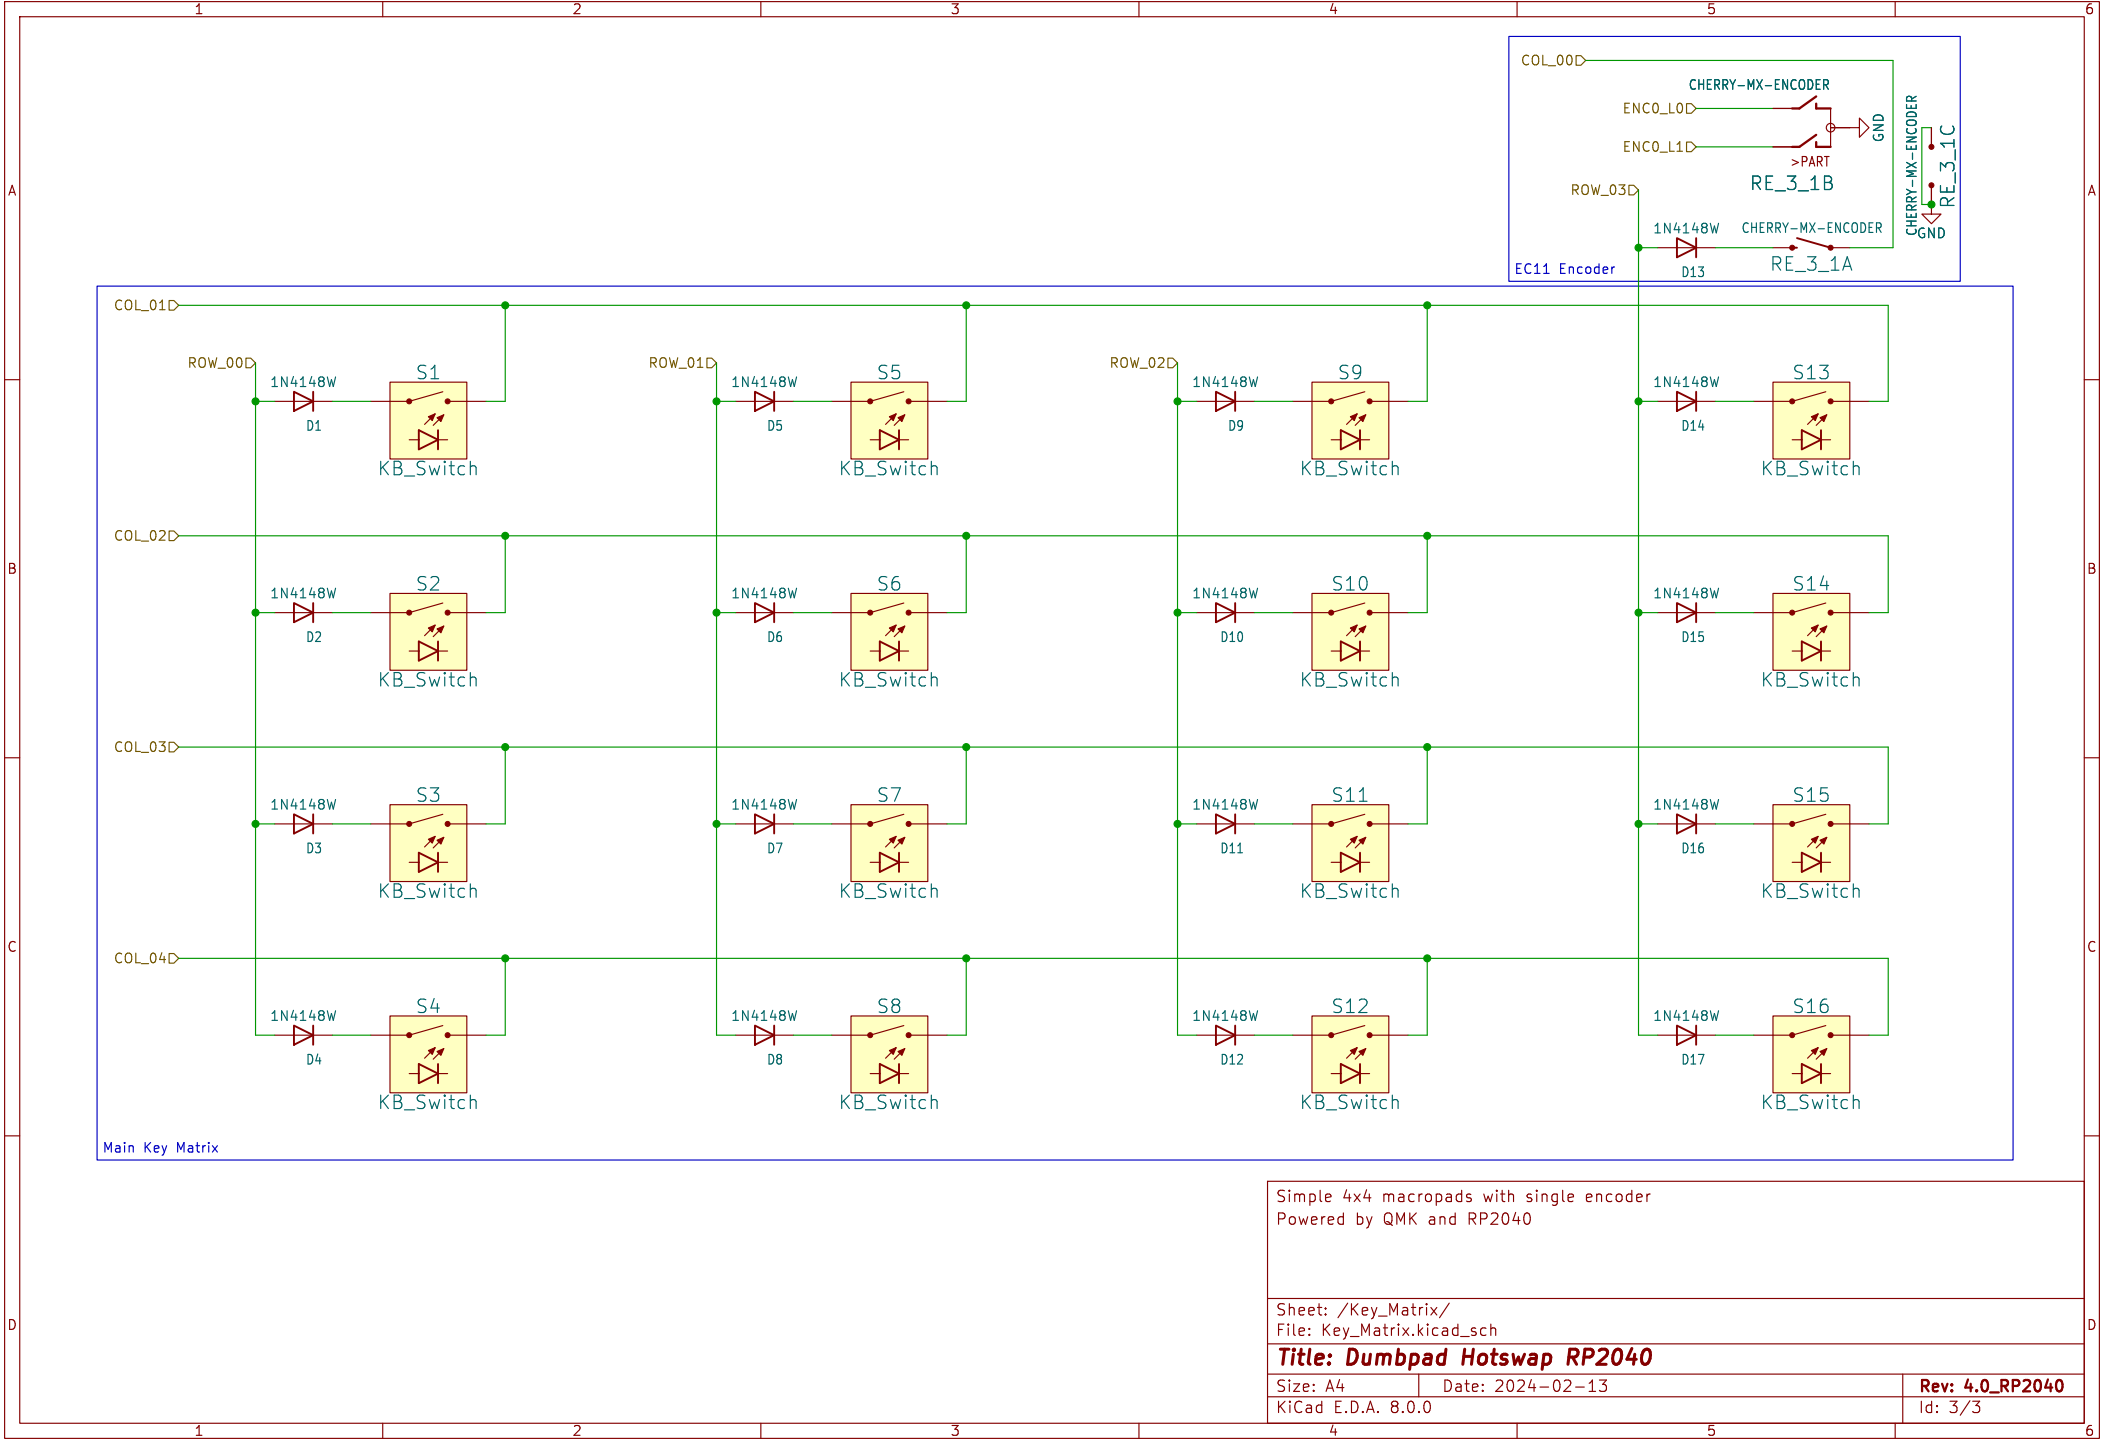 1 2 3 4 5 6
COL_00
CHERRY-MX-ENCODER
ENC0_L0
GND
CHERRY-MX-ENCODER
RE_3_1C
ENC0_L1
>PART
RE_3_1B
A ROW_03 A
1N4148W CHERRY-MX-ENCODER
GND
D13 RE_3_1A
EC11 Encoder
COL_01
ROW_00 ROW_01 ROW_02
S1 S5 S9 S13
1N4148W 1N4148W 1N4148W 1N4148W
D1 D5 D9 D14
KB_Switch KB_Switch KB_Switch KB_Switch
COL_02
B B
S2 S6 S10 S14
1N4148W 1N4148W 1N4148W 1N4148W
D2 D6 D10 D15
KB_Switch KB_Switch KB_Switch KB_Switch
COL_03
S3 S7 S11 S15
1N4148W 1N4148W 1N4148W 1N4148W
D3 D7 D11 D16
KB_Switch KB_Switch KB_Switch KB_Switch
C C
COL_04
S4 S8 S12 S16
1N4148W 1N4148W 1N4148W 1N4148W
D4 D8 D12 D17
KB_Switch KB_Switch KB_Switch KB_Switch
Main Key Matrix
Simple 4x4 macropads with single encoder
Powered by QMK and RP2040
Sheet: /Key_Matrix/
D D
File: Key_Matrix.kicad_sch
Title: Dumbpad Hotswap RP2040
Size: A4 Date: 2024-02-13 Rev: 4.0_RP2040
KiCad E.D.A. 8.0.0 Id: 3/3
1 2 3 4 5 6